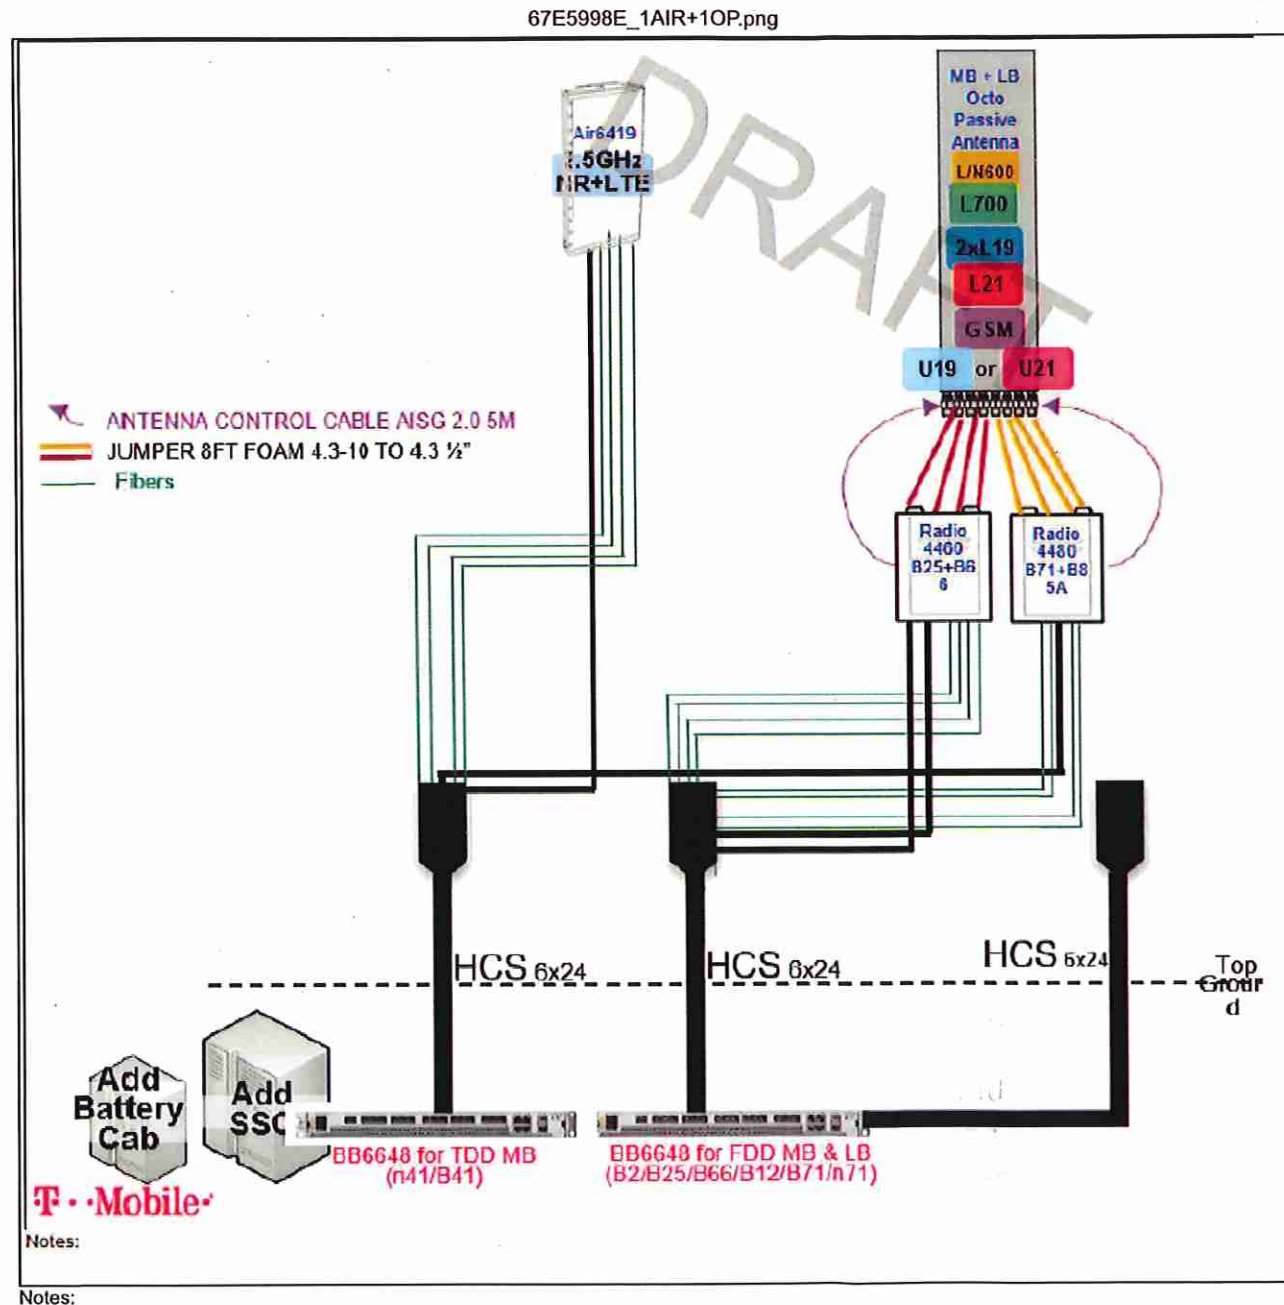 67E5998E_1AIR+1OP.png
DRAFT
MB + LB
Octo
Passive
Antenna
L/N600
L700
2xL19
L21
GSM
U19 or U21
Air6419
.5GHz
NR+LTE
ANTENNA CONTROL CABLE AISG 2.0 5M
JUMPER 8FT FOAM 4.3-10 TO 4.3 ½"
Fibers
Radio
4460
B25+B6
6
Radio
4480
B71+B8
5A
HCS 6x24
HCS 6x24
HCS 6x24
Top
Groun
d
Add
Battery
Cab
Add
SSC
BB6648 for TDD MB
(n41/B41)
BB6648 for FDD MB & LB
(B2/B25/B66/B12/B71/n71)
T··Mobile·
Notes:
Notes: